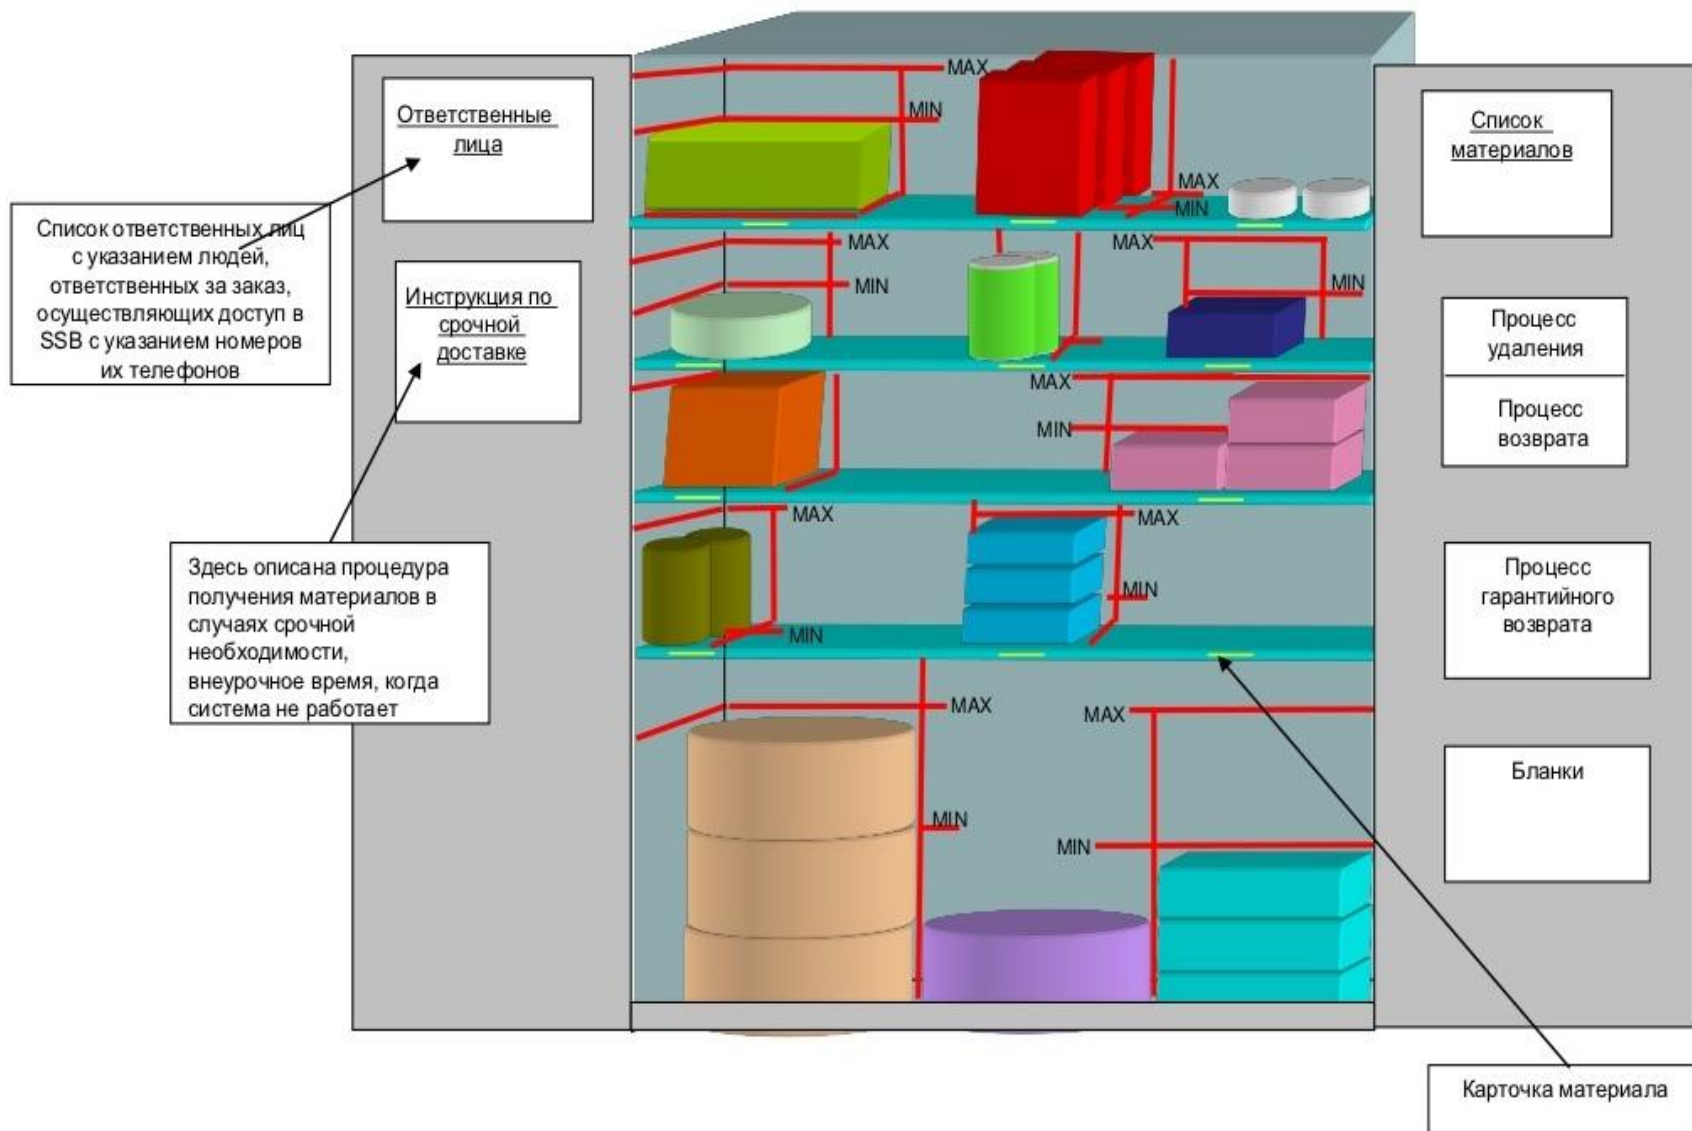 Ответственные
лица
Список ответственных лиц
с указанием людей,
ответственных за заказ,
осуществляющих доступ в
SSB с указанием номеров
их телефонов
Инструкция по
срочной
доставке
Здесь описана процедура
получения материалов в
случаях срочной
необходимости,
внеурочное время, когда
система не работает
MAX
MIN
MAX
MIN
MAX
MIN
MAX
MIN
MAX
MIN
MAX
MIN
MAX
MIN
MAX
MIN
MAX
MIN
Список
материалов
Процесс
удаления
Процесс
возврата
Процесс
гарантийного
возврата
Бланки
Карточка материала